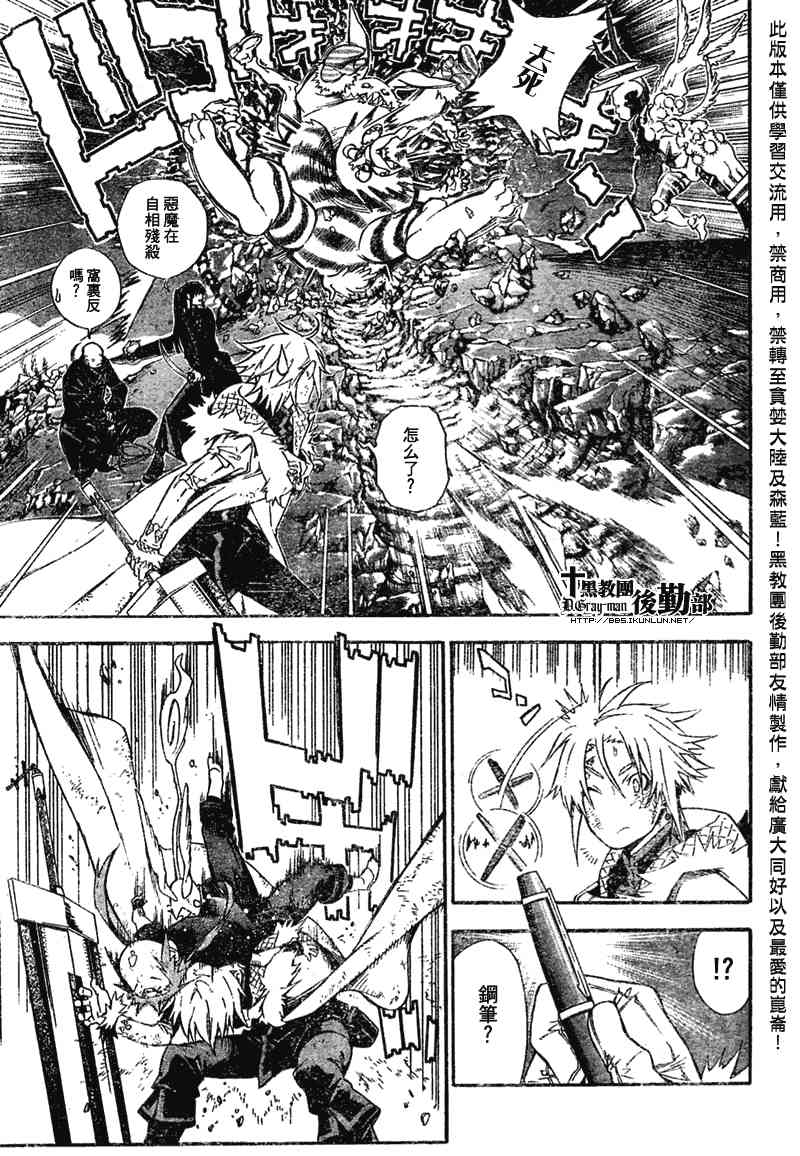 去死
惡魔在
自相殘殺
窩裏反
嗎？
怎么了？
十黑教團
D.Gray-man 後勤部
HTTP://BBS.IKUNLUN.NET/
コンッ
!?
鋼筆？
此版本僅供學習交流用，禁商用，禁轉至貪婪大陸及森藍！黑教團後勤部友情製作，獻給廣大同好以及最愛的崑崙！